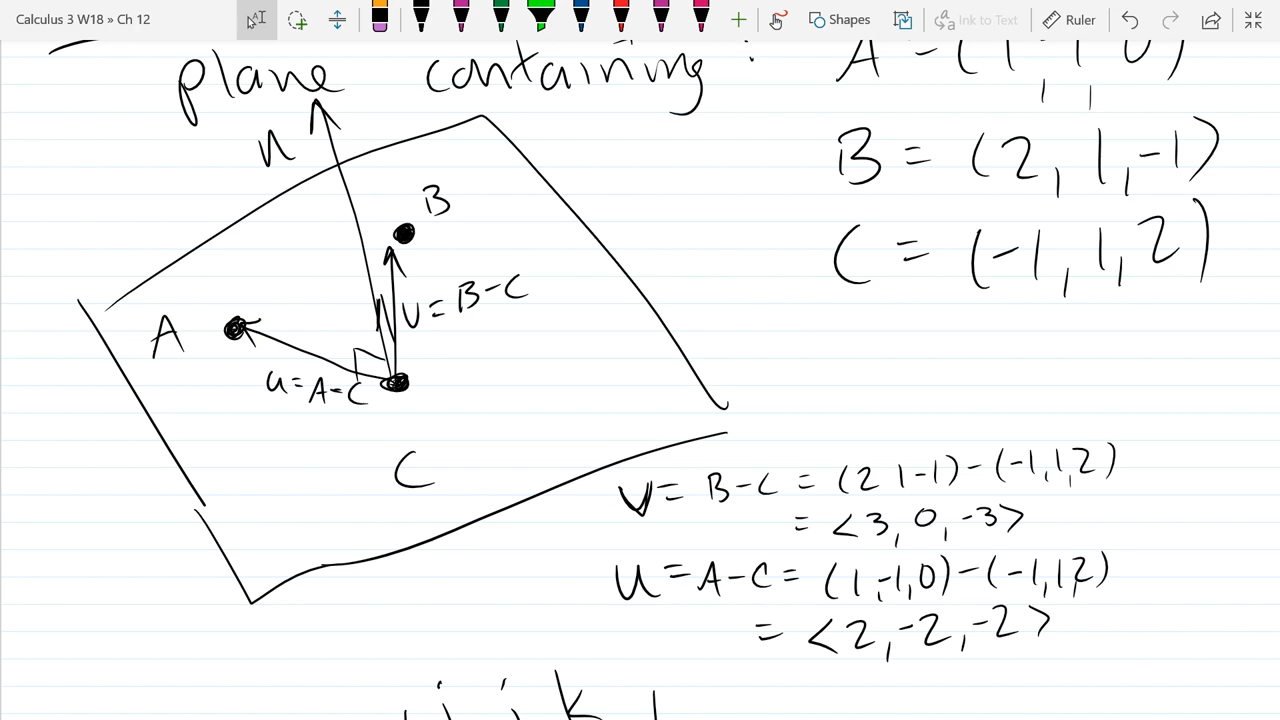 Calculus 3 W18 » Ch 12
Ink to Text
Shapes
Ruler
plane containing:
A = (1, -1, 0)
B = (2, 1, -1)
C = (-1, 1, 2)
n
B
v = B-C
A
u = A-C
C
v = B-C = (2 1 -1) - (-1, 1, 2)
= <3, 0, -3>
u = A-C = (1, -1, 0) - (-1, 1, 2)
= <2, -2, -2>
i j k